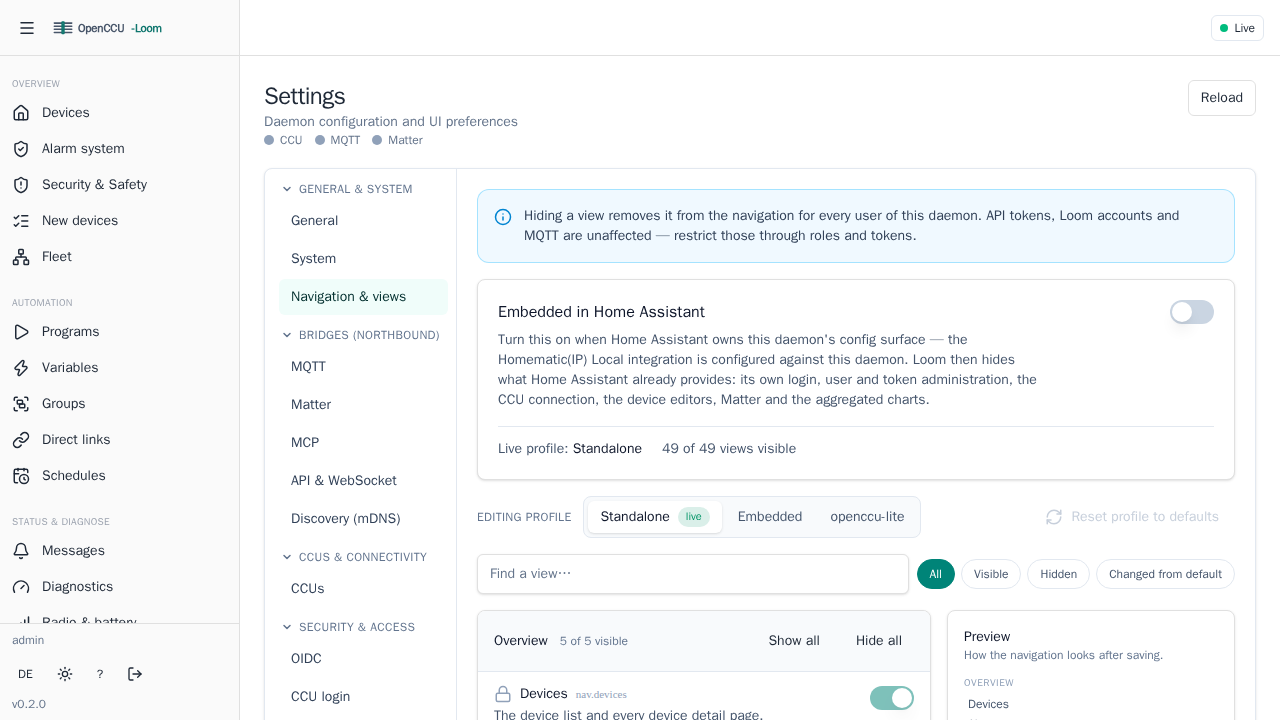 OpenCCU -Loom
Live
OVERVIEW
Devices
Alarm system
Security & Safety
New devices
Fleet
AUTOMATION
Programs
Variables
Groups
Direct links
Schedules
STATUS & DIAGNOSE
Messages
Diagnostics
Radio & battery
admin
DE
?
v0.2.0
Settings
Daemon configuration and UI preferences
CCU MQTT Matter
Reload
GENERAL & SYSTEM
General
System
Navigation & views
BRIDGES (NORTHBOUND)
MQTT
Matter
MCP
API & WebSocket
Discovery (mDNS)
CCUS & CONNECTIVITY
CCUs
SECURITY & ACCESS
OIDC
CCU login
Hiding a view removes it from the navigation for every user of this daemon. API tokens, Loom accounts and
MQTT are unaffected — restrict those through roles and tokens.
Embedded in Home Assistant
Turn this on when Home Assistant owns this daemon's config surface — the
Homematic(IP) Local integration is configured against this daemon. Loom then hides
what Home Assistant already provides: its own login, user and token administration, the
CCU connection, the device editors, Matter and the aggregated charts.
Live profile: Standalone 49 of 49 views visible
EDITING PROFILE Standalone live Embedded openccu-lite Reset profile to defaults
Find a view…
All Visible Hidden Changed from default
Overview 5 of 5 visible Show all Hide all
Devices nav.devices
The device list and every device detail page.
Preview
How the navigation looks after saving.
OVERVIEW
Devices